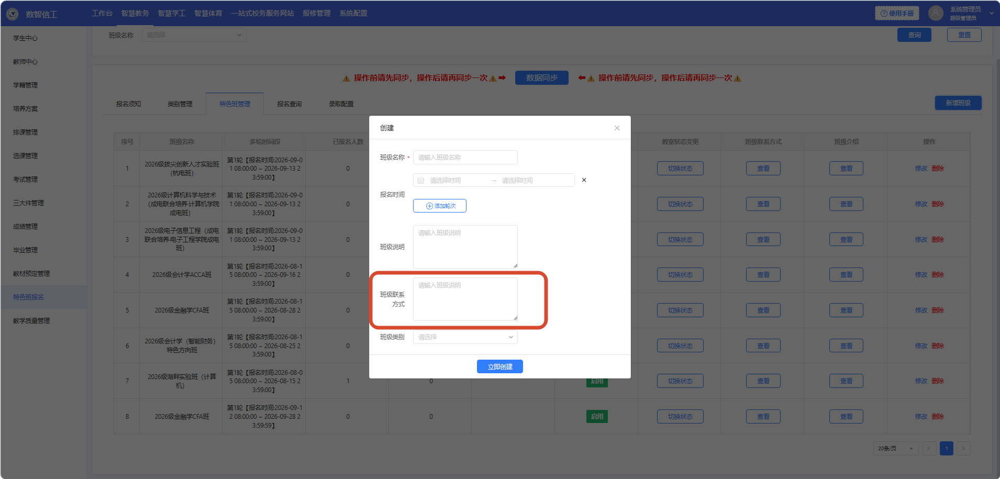 数智信工
工作台 智慧教务 智慧学工 智慧体育 一站式校务服务网站 报修管理 系统配置
使用手册
系统管理员
超级管理员
学生中心
教师中心
学籍管理
培养方案
排课管理
选课管理
考试管理
三大件管理
成绩管理
毕业管理
教材预定管理
特色班报名
教学质量管理
班级名称 请选择 查询 重置
操作前请先同步，操作后请再同步一次 数据同步 操作前请先同步，操作后请再同步一次
报名须知 类别管理 特色班管理 报名查询 录取配置 新增班级
序号 班级名称 多轮时间段 已报名人数 教室状态变更 班级联系方式 班级介绍 操作
1 2026级拔尖创新人才实验班（杭电班） 第1轮【报名时间:2026-09-01 08:00:00 ~ 2026-09-13 23:59:00】 0 切换状态 查看 查看 修改 删除
2 2026级计算机科学与技术（成电联合培养·计算机学院成电班） 第1轮【报名时间:2026-09-01 08:00:00 ~ 2026-09-13 23:59:00】 0 切换状态 查看 查看 修改 删除
3 2026级电子信息工程（成电联合培养·电子工程学院成电班） 第1轮【报名时间:2026-09-01 08:00:00 ~ 2026-09-13 23:59:00】 0 切换状态 查看 查看 修改 删除
4 2026级会计学ACCA班 第1轮【报名时间:2026-08-15 08:00:00 ~ 2026-09-16 23:59:00】 0 切换状态 查看 查看 修改 删除
5 2026级金融学CFA班 第1轮【报名时间:2026-08-15 08:00:00 ~ 2026-08-28 23:59:00】 0 切换状态 查看 查看 修改 删除
6 2026级会计学（智能财务）特色方向班 第1轮【报名时间:2026-08-15 08:00:00 ~ 2026-08-25 23:59:00】 0 切换状态 查看 查看 修改 删除
7 2026级湖畔实验班（计算机） 第1轮【报名时间:2026-08-05 08:00:00 ~ 2026-08-15 23:59:00】 1 0 启用 切换状态 查看 查看 修改 删除
8 2026级金融学CFA班 第1轮【报名时间:2026-09-12 08:00:00 ~ 2026-09-28 23:59:59】 0 0 启用 切换状态 查看 查看 修改 删除
20条/页 1
创建
班级名称 * 请输入班级名称
报名时间 请选择时间 → 请选择时间
添加轮次
班级说明 请输入班级说明
班级联系方式 请输入班级说明
班级类别 请选择
立即创建